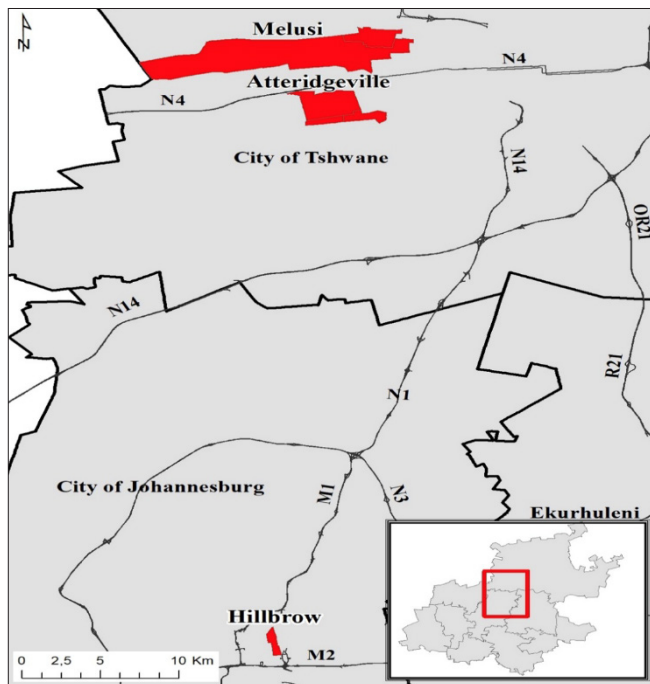 Melusi
N
N4
Atteridgeville
N4
City of Tshwane
N14
OR21
N14
R21
N1
City of Johannesburg
M1
N3
Ekurhuleni
Hillbrow
M2
0 2,5 5 10 Km